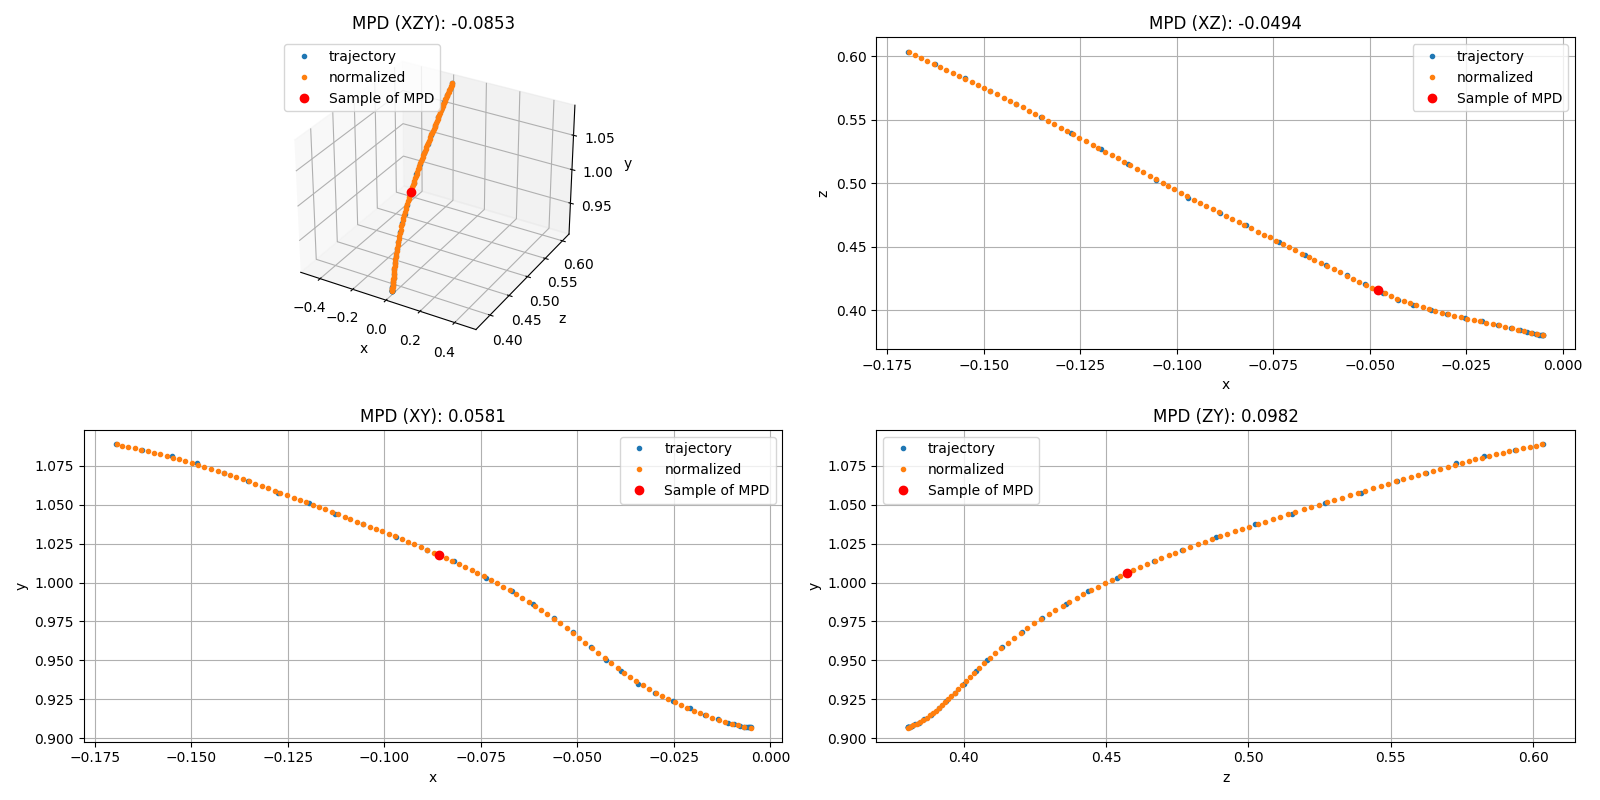 MPD (XZY): -0.0853
trajectory
normalized
Sample of MPD
1.05
1.00
0.95
y
0.60
0.55
0.50
0.45
0.40
z
−0.4
−0.2
0.0
0.2
0.4
x
MPD (XZ): -0.0494
trajectory
normalized
Sample of MPD
0.60
0.55
0.50
0.45
0.40
z
−0.175 −0.150 −0.125 −0.100 −0.075 −0.050 −0.025 0.000
x
MPD (XY): 0.0581
trajectory
normalized
Sample of MPD
1.075
1.050
1.025
1.000
0.975
0.950
0.925
0.900
y
−0.175 −0.150 −0.125 −0.100 −0.075 −0.050 −0.025 0.000
x
MPD (ZY): 0.0982
trajectory
normalized
Sample of MPD
1.075
1.050
1.025
1.000
0.975
0.950
0.925
0.900
y
0.40 0.45 0.50 0.55 0.60
z